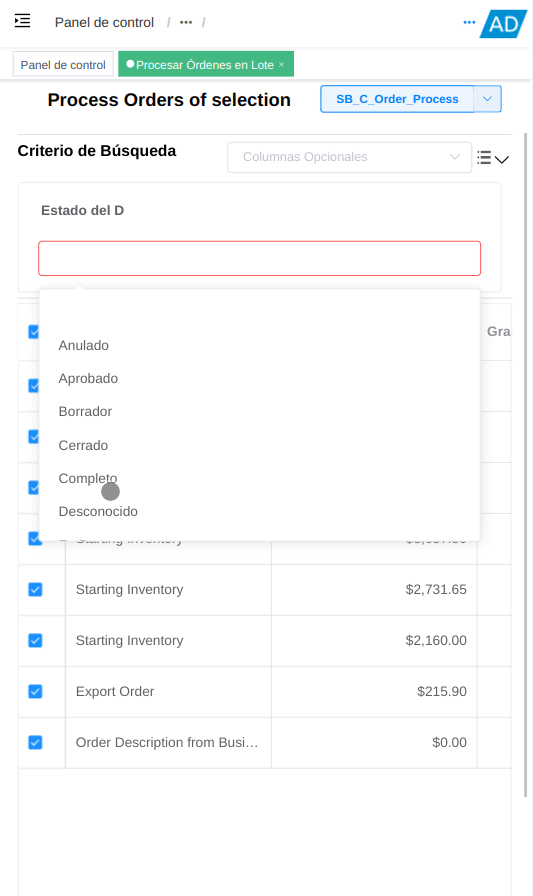 Panel de control / ••• / ••• AD
Panel de control
Procesar Órdenes en Lote ×
Process Orders of selection
SB_C_Order_Process
Criterio de Búsqueda
Columnas Opcionales
Estado del D
Gra
Anulado
Aprobado
Borrador
Cerrado
Completo
Desconocido
Starting Inventory
Starting Inventory $2,731.65
Starting Inventory $2,160.00
Export Order $215.90
Order Description from Busi… $0.00